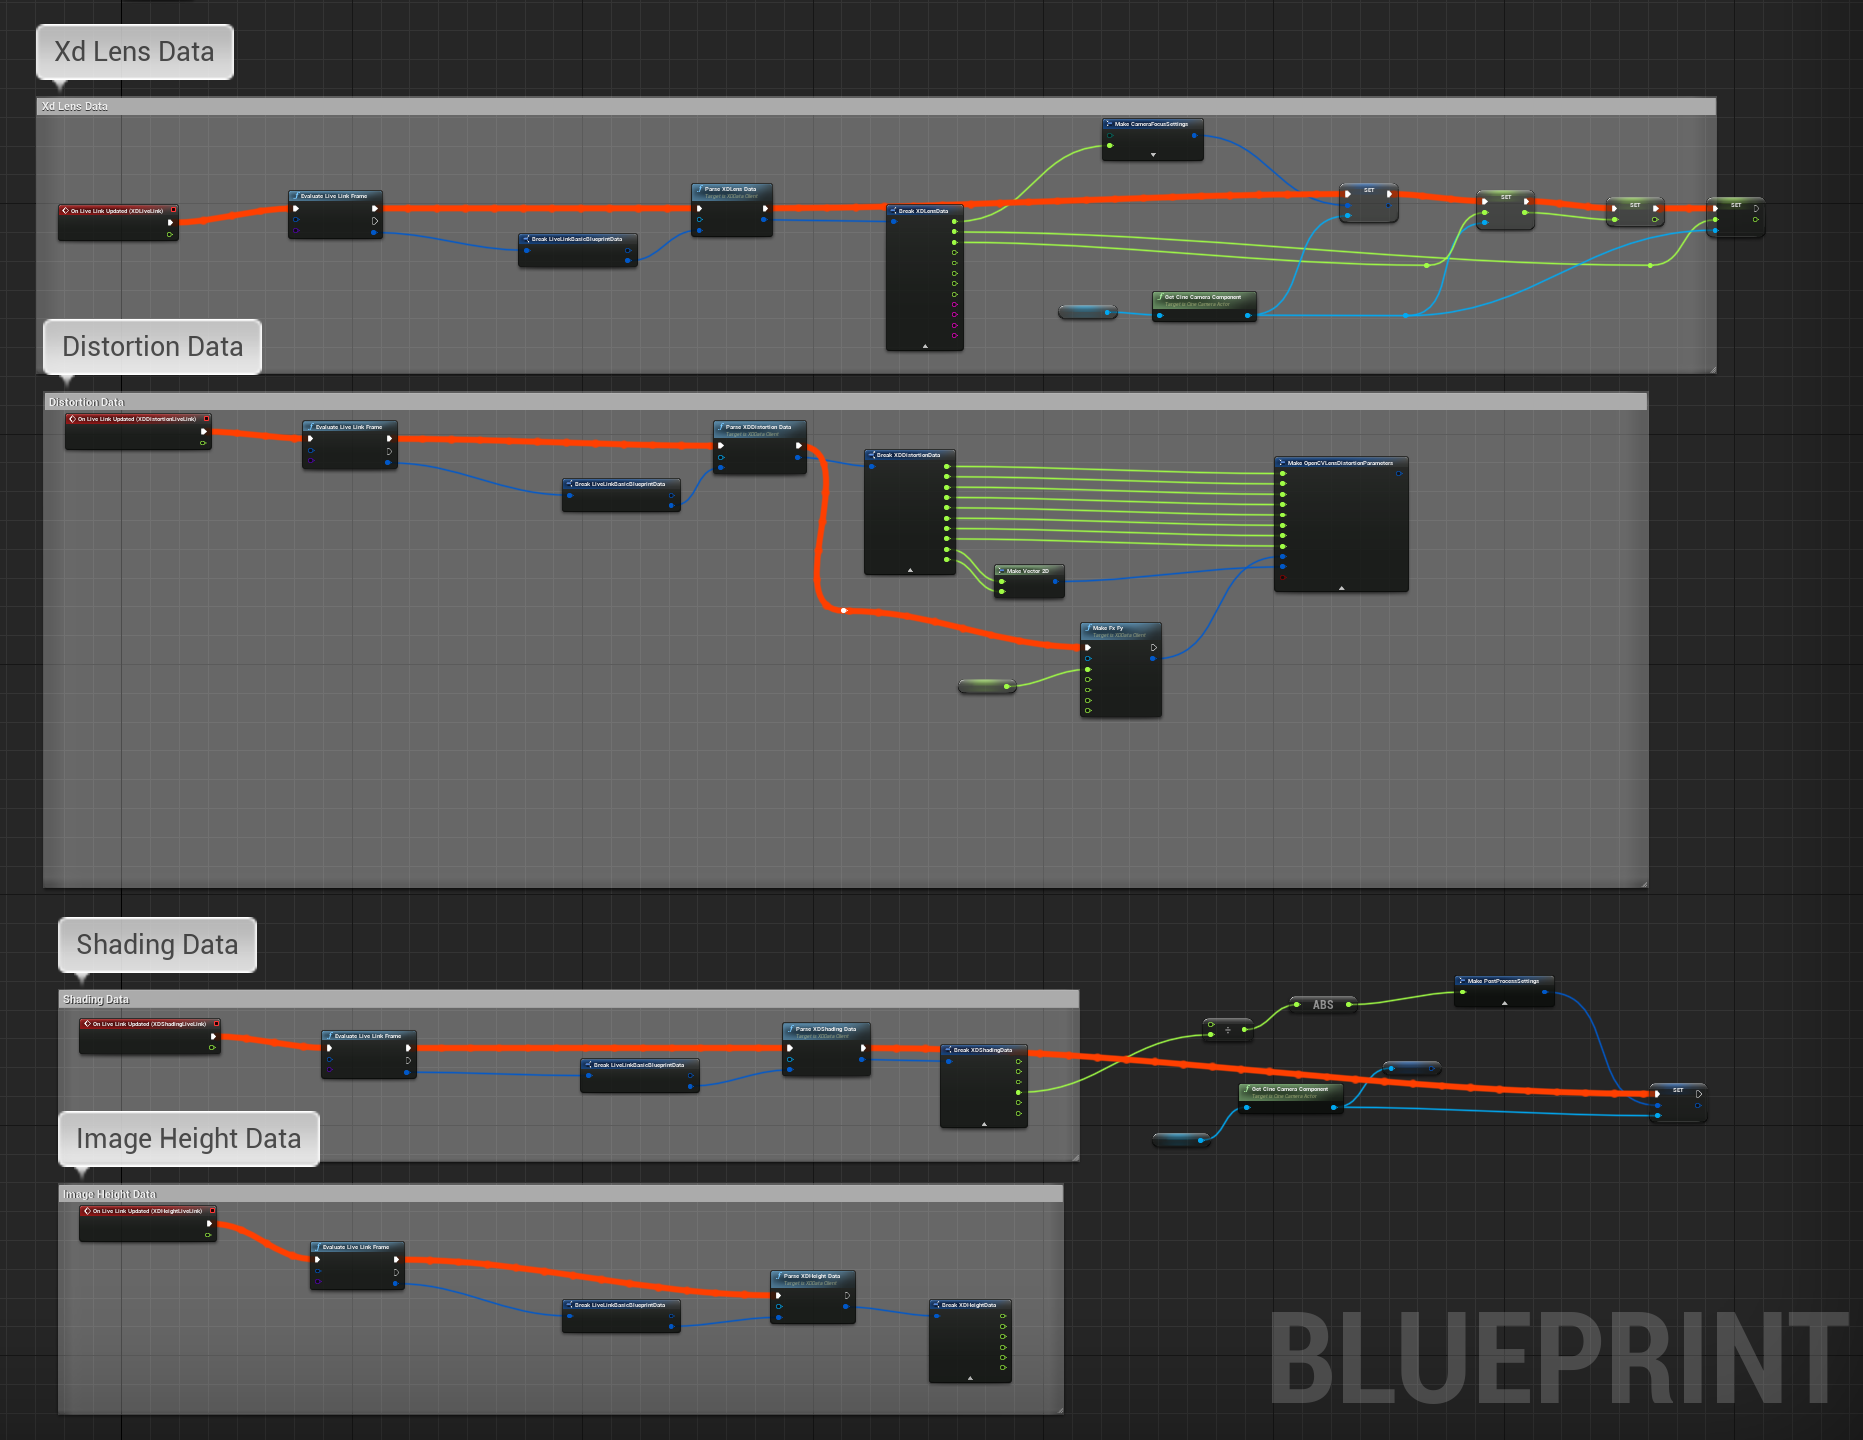 Xd Lens Data
Xd Lens Data
Make CameraFocusSettings
On Live Link Updated (XDLiveLink)
Evaluate Live Link Frame
Break LiveLinkBasicBlueprintData
Parse XDLens Data
Target is XDData Client
Break XDLensData
SET
SET
SET
SET
Get Cine Camera Component
Target is Cine Camera Actor
Distortion Data
Distortion Data
On Live Link Updated (XDDistortionLiveLink)
Evaluate Live Link Frame
Break LiveLinkBasicBlueprintData
Parse XDDistortion Data
Target is XDData Client
Break XDDistortionData
Make OpenCVLensDistortionParameters
Make Vector 2D
Make Fx Fy
Target is XDData Client
Shading Data
Shading Data
On Live Link Updated (XDShadingLiveLink)
Evaluate Live Link Frame
Break LiveLinkBasicBlueprintData
Parse XDShading Data
Target is XDData Client
Break XDShadingData
÷
ABS
Make PostProcessSettings
Get Cine Camera Component
Target is Cine Camera Actor
SET
Image Height Data
Image Height Data
On Live Link Updated (XDHeightLiveLink)
Evaluate Live Link Frame
Break LiveLinkBasicBlueprintData
Parse XDHeight Data
Target is XDData Client
Break XDHeightData
BLUEPRINT